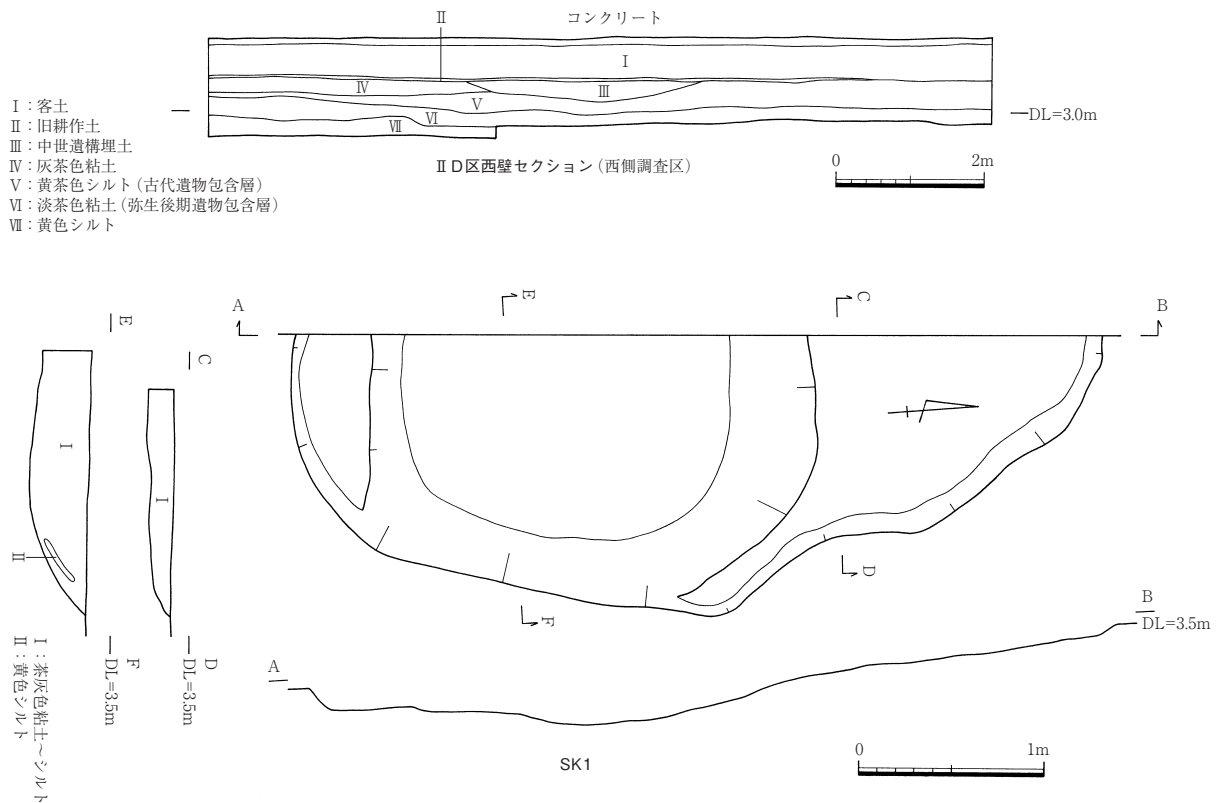 Ⅱ
コンクリート
Ⅰ
Ⅳ
Ⅲ
Ⅴ
Ⅵ
Ⅶ
DL=3.0m
Ⅰ：客土
Ⅱ：旧耕作土
Ⅲ：中世遺構埋土
Ⅳ：灰茶色粘土
Ⅴ：黄茶色シルト（古代遺物包含層）
Ⅵ：淡茶色粘土（弥生後期遺物包含層）
Ⅶ：黄色シルト
ⅡD区西壁セクション（西側調査区）
0 2m
A
E
C
B
E
C
Ⅰ
Ⅰ
Ⅱ
D
F
F
DL=3.5m
D
DL=3.5m
Ⅰ：茶灰色粘土～シルト
Ⅱ：黄色シルト
A
B
DL=3.5m
SK1
0 1m